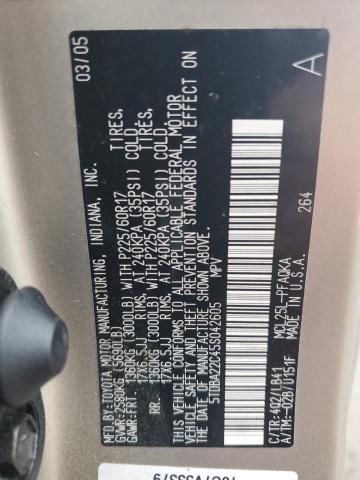 MFD.BY:TOYOTA MOTOR MANUFACTURING, INDIANA, INC. 03/05
GVWR:2580KG(5690LB)
GAWR:FRT. 1360KG(3000LB)WITH P225/60R17 TIRES,
17X6.5JJ RIMS, AT 240KPA(35PSI)COLD
RR. 1360KG(3000LB)WITH P225/60R17 TIRES,
17X6.5JJ RIMS, AT 240KPA(35PSI)COLD.
THIS VEHICLE CONFORMS TO ALL APPLICABLE FEDERAL MOTOR
VEHICLE SAFETY AND THEFT PREVENTION STANDARDS IN EFFECT ON
THE DATE OF MANUFACTURE SHOWN ABOVE.
5TDBA22C45S042605
MPV
A
C/TR:4Q2/LB41 MCL25L-PFAQKA 264
A/TM:-02B/U151F MADE IN U.S.A.